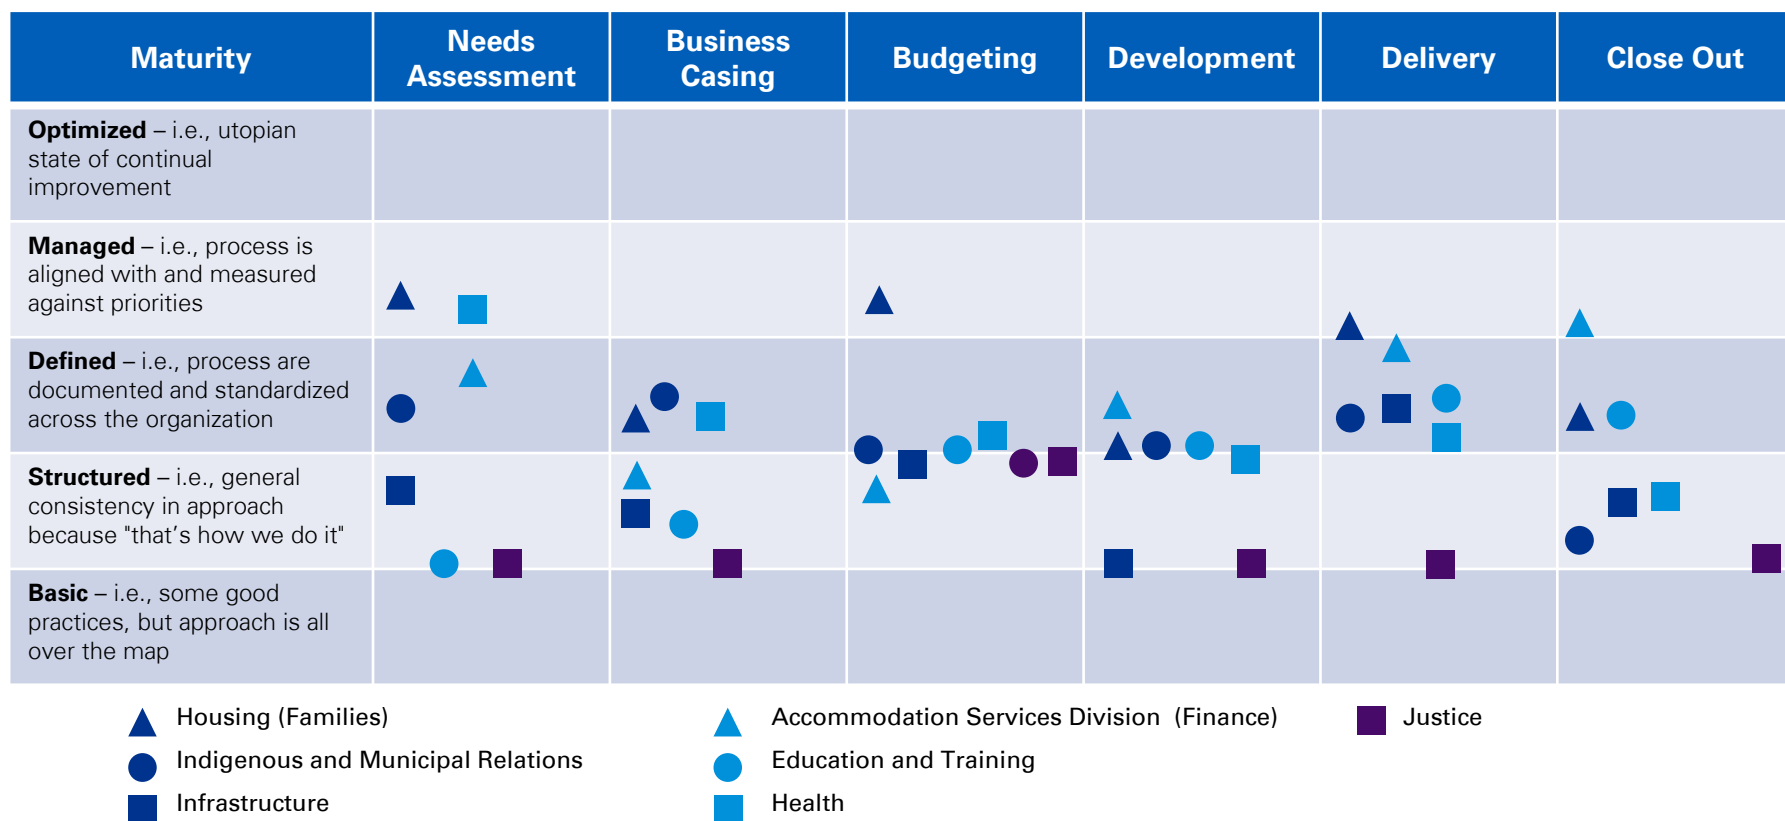 Maturity
Needs
Assessment
Business
Casing
Budgeting
Development
Delivery
Close Out
Optimized – i.e., utopian
state of continual
improvement
Managed – i.e., process is
aligned with and measured
against priorities
Defined – i.e., process are
documented and standardized
across the organization
Structured – i.e., general
consistency in approach
because "that's how we do it"
Basic – i.e., some good
practices, but approach is all
over the map
Housing (Families)
Accommodation Services Division (Finance)
Justice
Indigenous and Municipal Relations
Education and Training
Infrastructure
Health